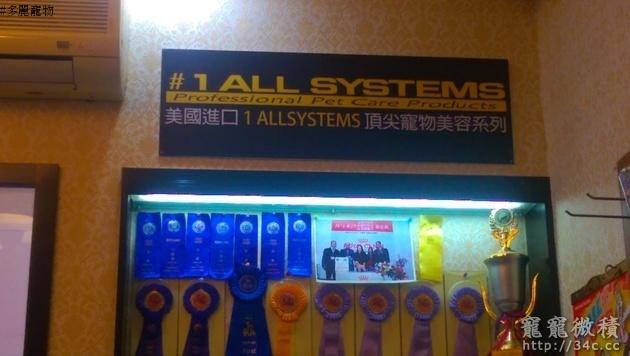 #多麗寵物
#1 ALL SYSTEMS
Professional Pet Care Products
美國進口 1 ALLSYSTEMS 頂尖寵物美容系列
寵寵微積
http://34c.cc